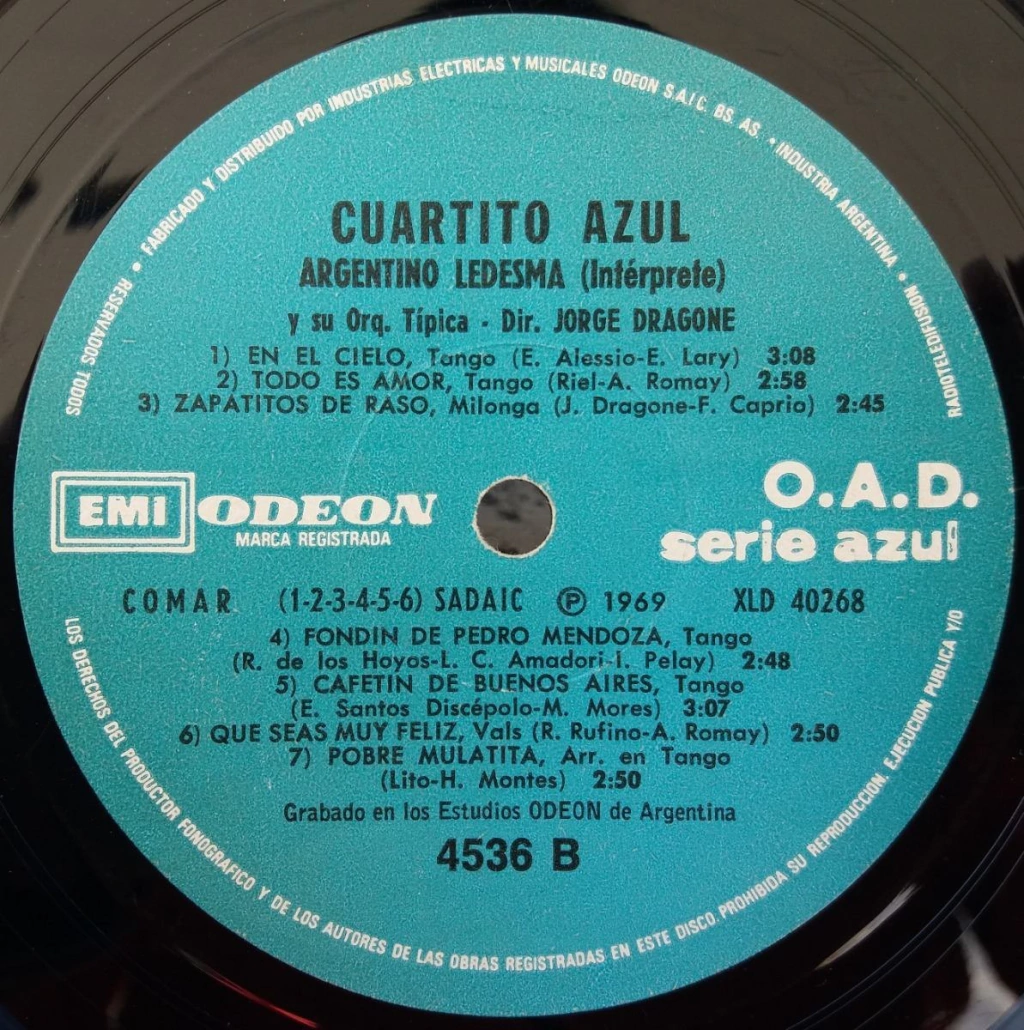 RESERVADOS TODOS
LOS DERECHOS DEL PRODUCTOR FONOGRAFICO Y DE LOS AUTORES DE LAS OBRAS REGISTRADAS EN ESTE DISCO. PROHIBIDA SU REPRODUCCION. EJECUCION PUBLICA Y/O
RADIOTELEDIFUSION • FABRICADO Y DISTRIBUIDO POR INDUSTRIAS ELECTRICAS Y MUSICALES ODEON S.A.I.C. BS. AS. • INDUSTRIA ARGENTINA •
CUARTITO AZUL
ARGENTINO LEDESMA (Intérprete)
y su Orq. Típica - Dir. JORGE DRAGONE
1) EN EL CIELO, Tango (E. Alessio-E. Lary) 3:08
2) TODO ES AMOR, Tango (Riel-A. Romay) 2:58
3) ZAPATITOS DE RASO, Milonga (J. Dragone-F. Caprio) 2:45
EMI ODEON
MARCA REGISTRADA
O.A.D.
serie azul
COMAR (1-2-3-4-5-6) SADAIC Ⓟ 1969 XLD 40268
4) FONDIN DE PEDRO MENDOZA, Tango
(R. de los Hoyos-L. C. Amadori-I. Pelay) 2:48
5) CAFETIN DE BUENOS AIRES, Tango
(E. Santos Discépolo-M. Mores) 3:07
6) QUE SEAS MUY FELIZ, Vals (R. Rufino-A. Romay) 2:50
7) POBRE MULATITA, Arr. en Tango
(Lito-H. Montes) 2:50
Grabado en los Estudios ODEON de Argentina
4536 B